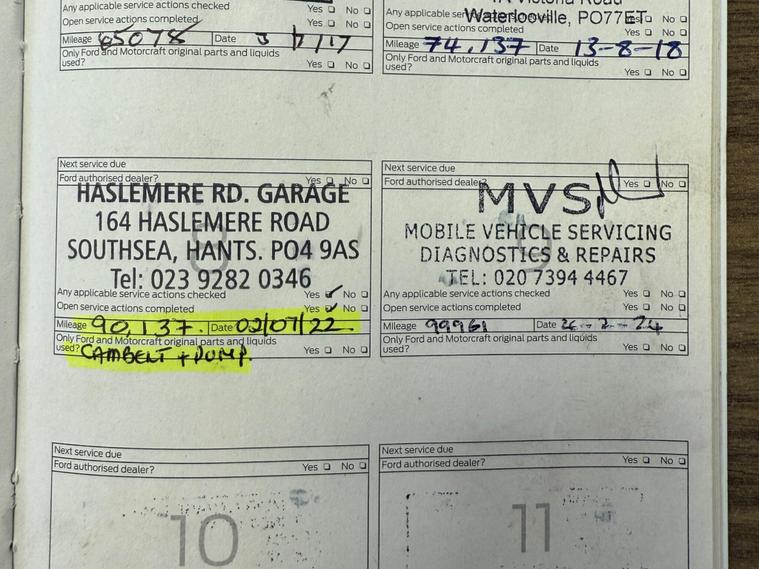 Any applicable service actions checked Yes ❏ No ❏
Open service actions completed Yes ❏ No ❏
Mileage 65078 Date 3/7/17
Only Ford and Motorcraft original parts and liquids
used? Yes ❏ No ❏
Victoria Road
Any applicable Yes ❏ No ❏
Waterlooville, PO77ET
Open service actions completed Yes ❏ No ❏
Mileage 74,137 Date 13-8-18
Only Ford and Motorcraft original parts and liquids
used? Yes ❏ No ❏
Next service due
Ford authorised dealer? Yes ❏ No ❏
HASLEMERE RD. GARAGE
164 HASLEMERE ROAD
SOUTHSEA, HANTS. PO4 9AS
Tel: 023 9282 0346
Any applicable service actions checked Yes ✓ No ❏
Open service actions completed Yes ✓ No ❏
Mileage 90,137. Date 02/07/22.
Only Ford and Motorcraft original parts and liquids
used? CAMBELT + PUMP. Yes ❏ No ❏
Next service due
Ford authorised dealer? Yes ❏ No ❏
MVS
MOBILE VEHICLE SERVICING
DIAGNOSTICS & REPAIRS
TEL: 020 7394 4467
Any applicable service actions checked Yes ❏ No ❏
Open service actions completed Yes ❏ No ❏
Mileage 99961 Date 26-2-24
Only Ford and Motorcraft original parts and liquids
used? Yes ❏ No ❏
Next service due
Ford authorised dealer? Yes ❏ No ❏
10
Next service due
Ford authorised dealer? Yes ❏ No ❏
11